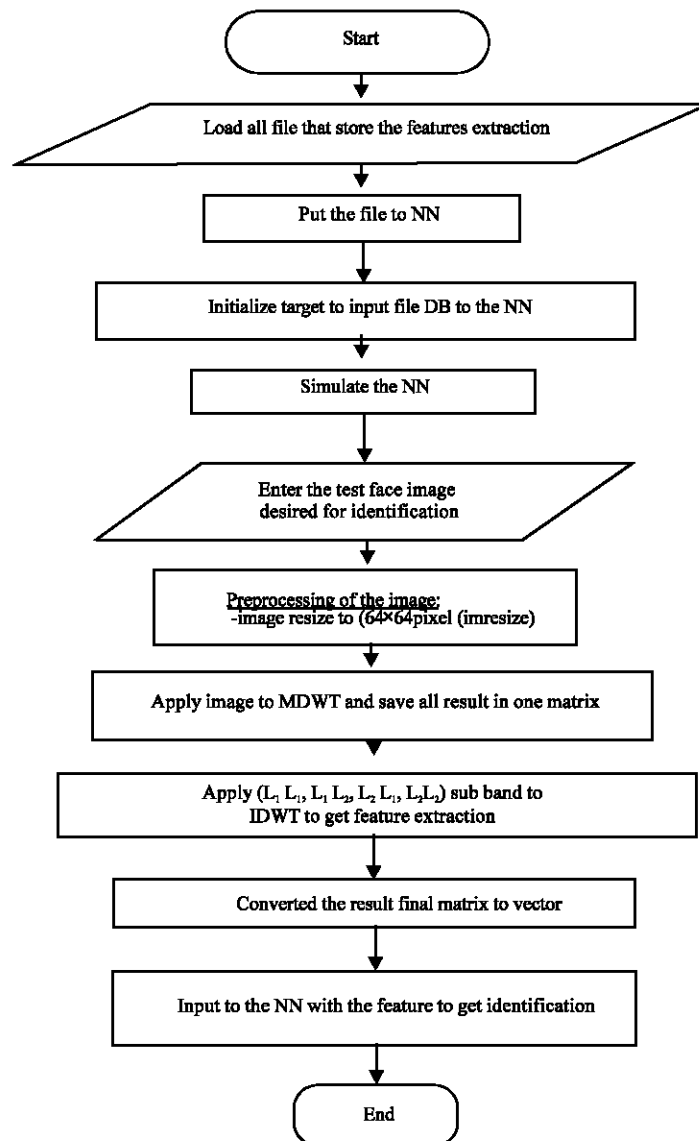 Start
Load all file that store the features extraction
Put the file to NN
Initialize target to input file DB to the NN
Simulate the NN
Enter the test face image
desired for identification
Preprocessing of the image:
-image resize to (64×64pixel (imresize)
Apply image to MDWT and save all result in one matrix
Apply (L₁ L₁, L₁ L₂, L₂ L₁, L₂L₂) sub band to
IDWT to get feature extraction
Converted the result final matrix to vector
Input to the NN with the feature to get identification
End